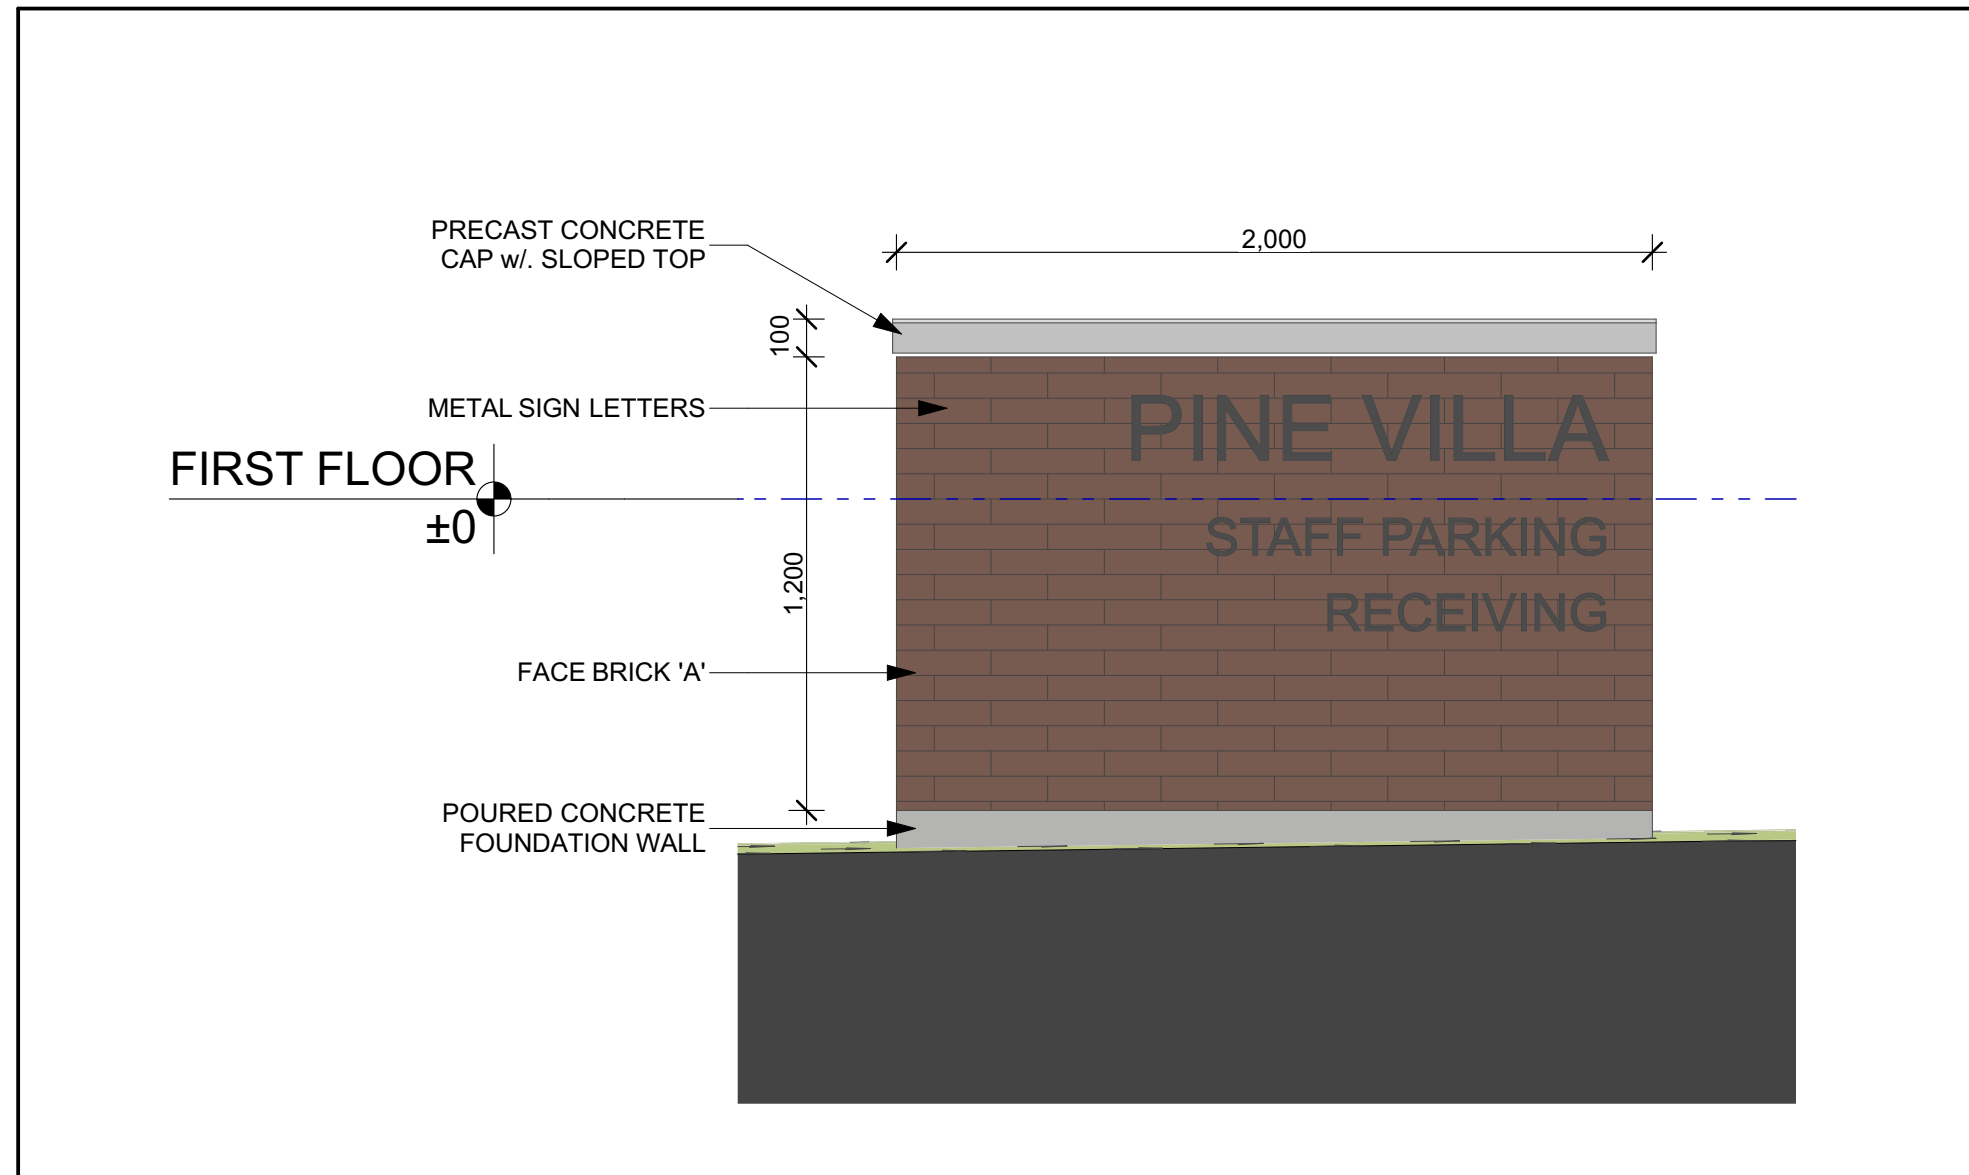 PRECAST CONCRETE
CAP w/. SLOPED TOP
2,000
100
METAL SIGN LETTERS
PINE VILLA
FIRST FLOOR
±0
STAFF PARKING
1,200
RECEIVING
FACE BRICK 'A'
POURED CONCRETE
FOUNDATION WALL